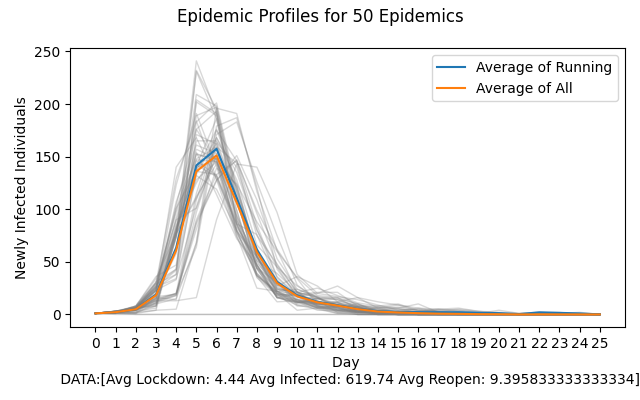 Epidemic Profiles for 50 Epidemics
250
200
150
100
50
0
Newly Infected Individuals
Average of Running
Average of All
0 1 2 3 4 5 6 7 8 9 10 11 12 13 14 15 16 17 18 19 20 21 22 23 24 25
Day
DATA:[Avg Lockdown: 4.44 Avg Infected: 619.74 Avg Reopen: 9.395833333333334]